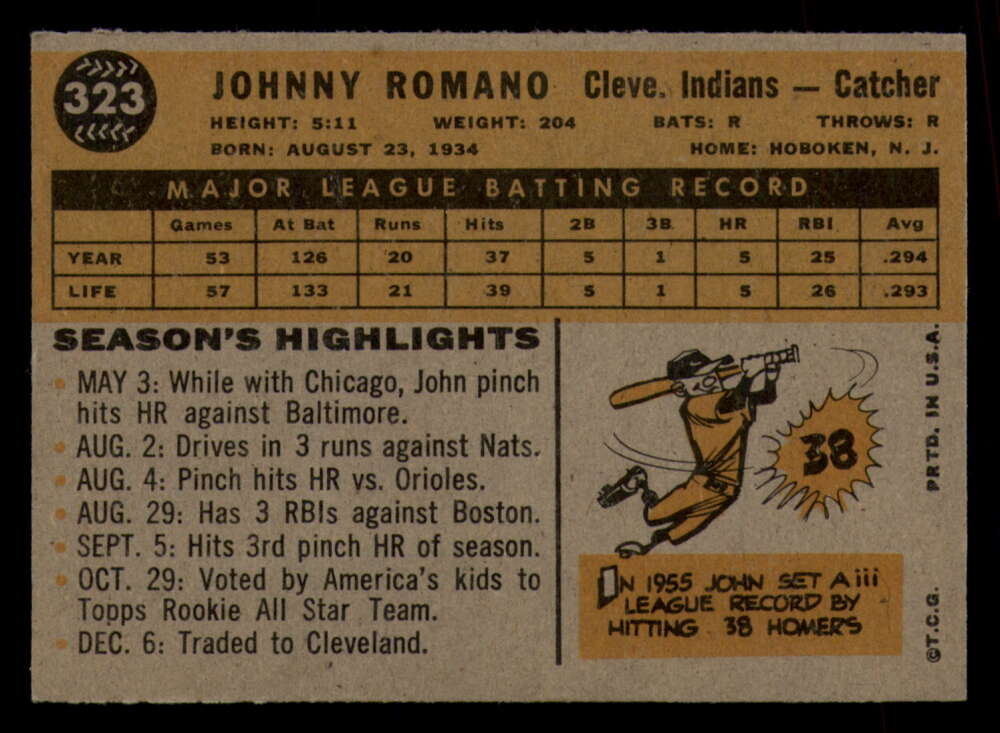 323
JOHNNY ROMANO Cleve. Indians — Catcher
HEIGHT: 5:11 WEIGHT: 204 BATS: R THROWS: R
BORN: AUGUST 23, 1934 HOME: HOBOKEN, N. J.
MAJOR LEAGUE BATTING RECORD
Games At Bat Runs Hits 2B 3B HR RBI Avg
YEAR 53 126 20 37 5 1 5 25 .294
LIFE 57 133 21 39 5 1 5 26 .293
SEASON'S HIGHLIGHTS
• MAY 3: While with Chicago, John pinch
hits HR against Baltimore.
• AUG. 2: Drives in 3 runs against Nats.
• AUG. 4: Pinch hits HR vs. Orioles.
• AUG. 29: Has 3 RBIs against Boston.
• SEPT. 5: Hits 3rd pinch HR of season.
• OCT. 29: Voted by America's kids to
Topps Rookie All Star Team.
• DEC. 6: Traded to Cleveland.
38
IN 1955 JOHN SET A iii
LEAGUE RECORD BY
HITTING 38 HOMERS
PRTD. IN U.S.A.
©T.C.G.